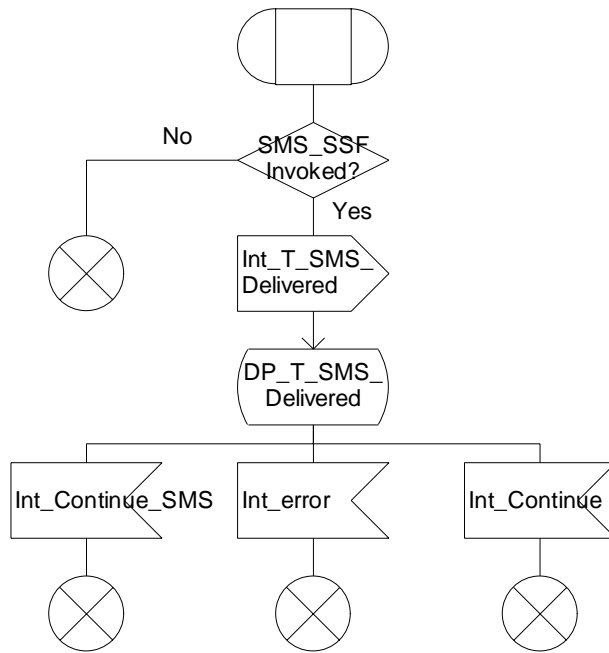 No
SMS_SSF
Invoked?
Yes
Int_T_SMS_
Delivered
DP_T_SMS_
Delivered
Int_Continue_SMS
Int_error
Int_Continue